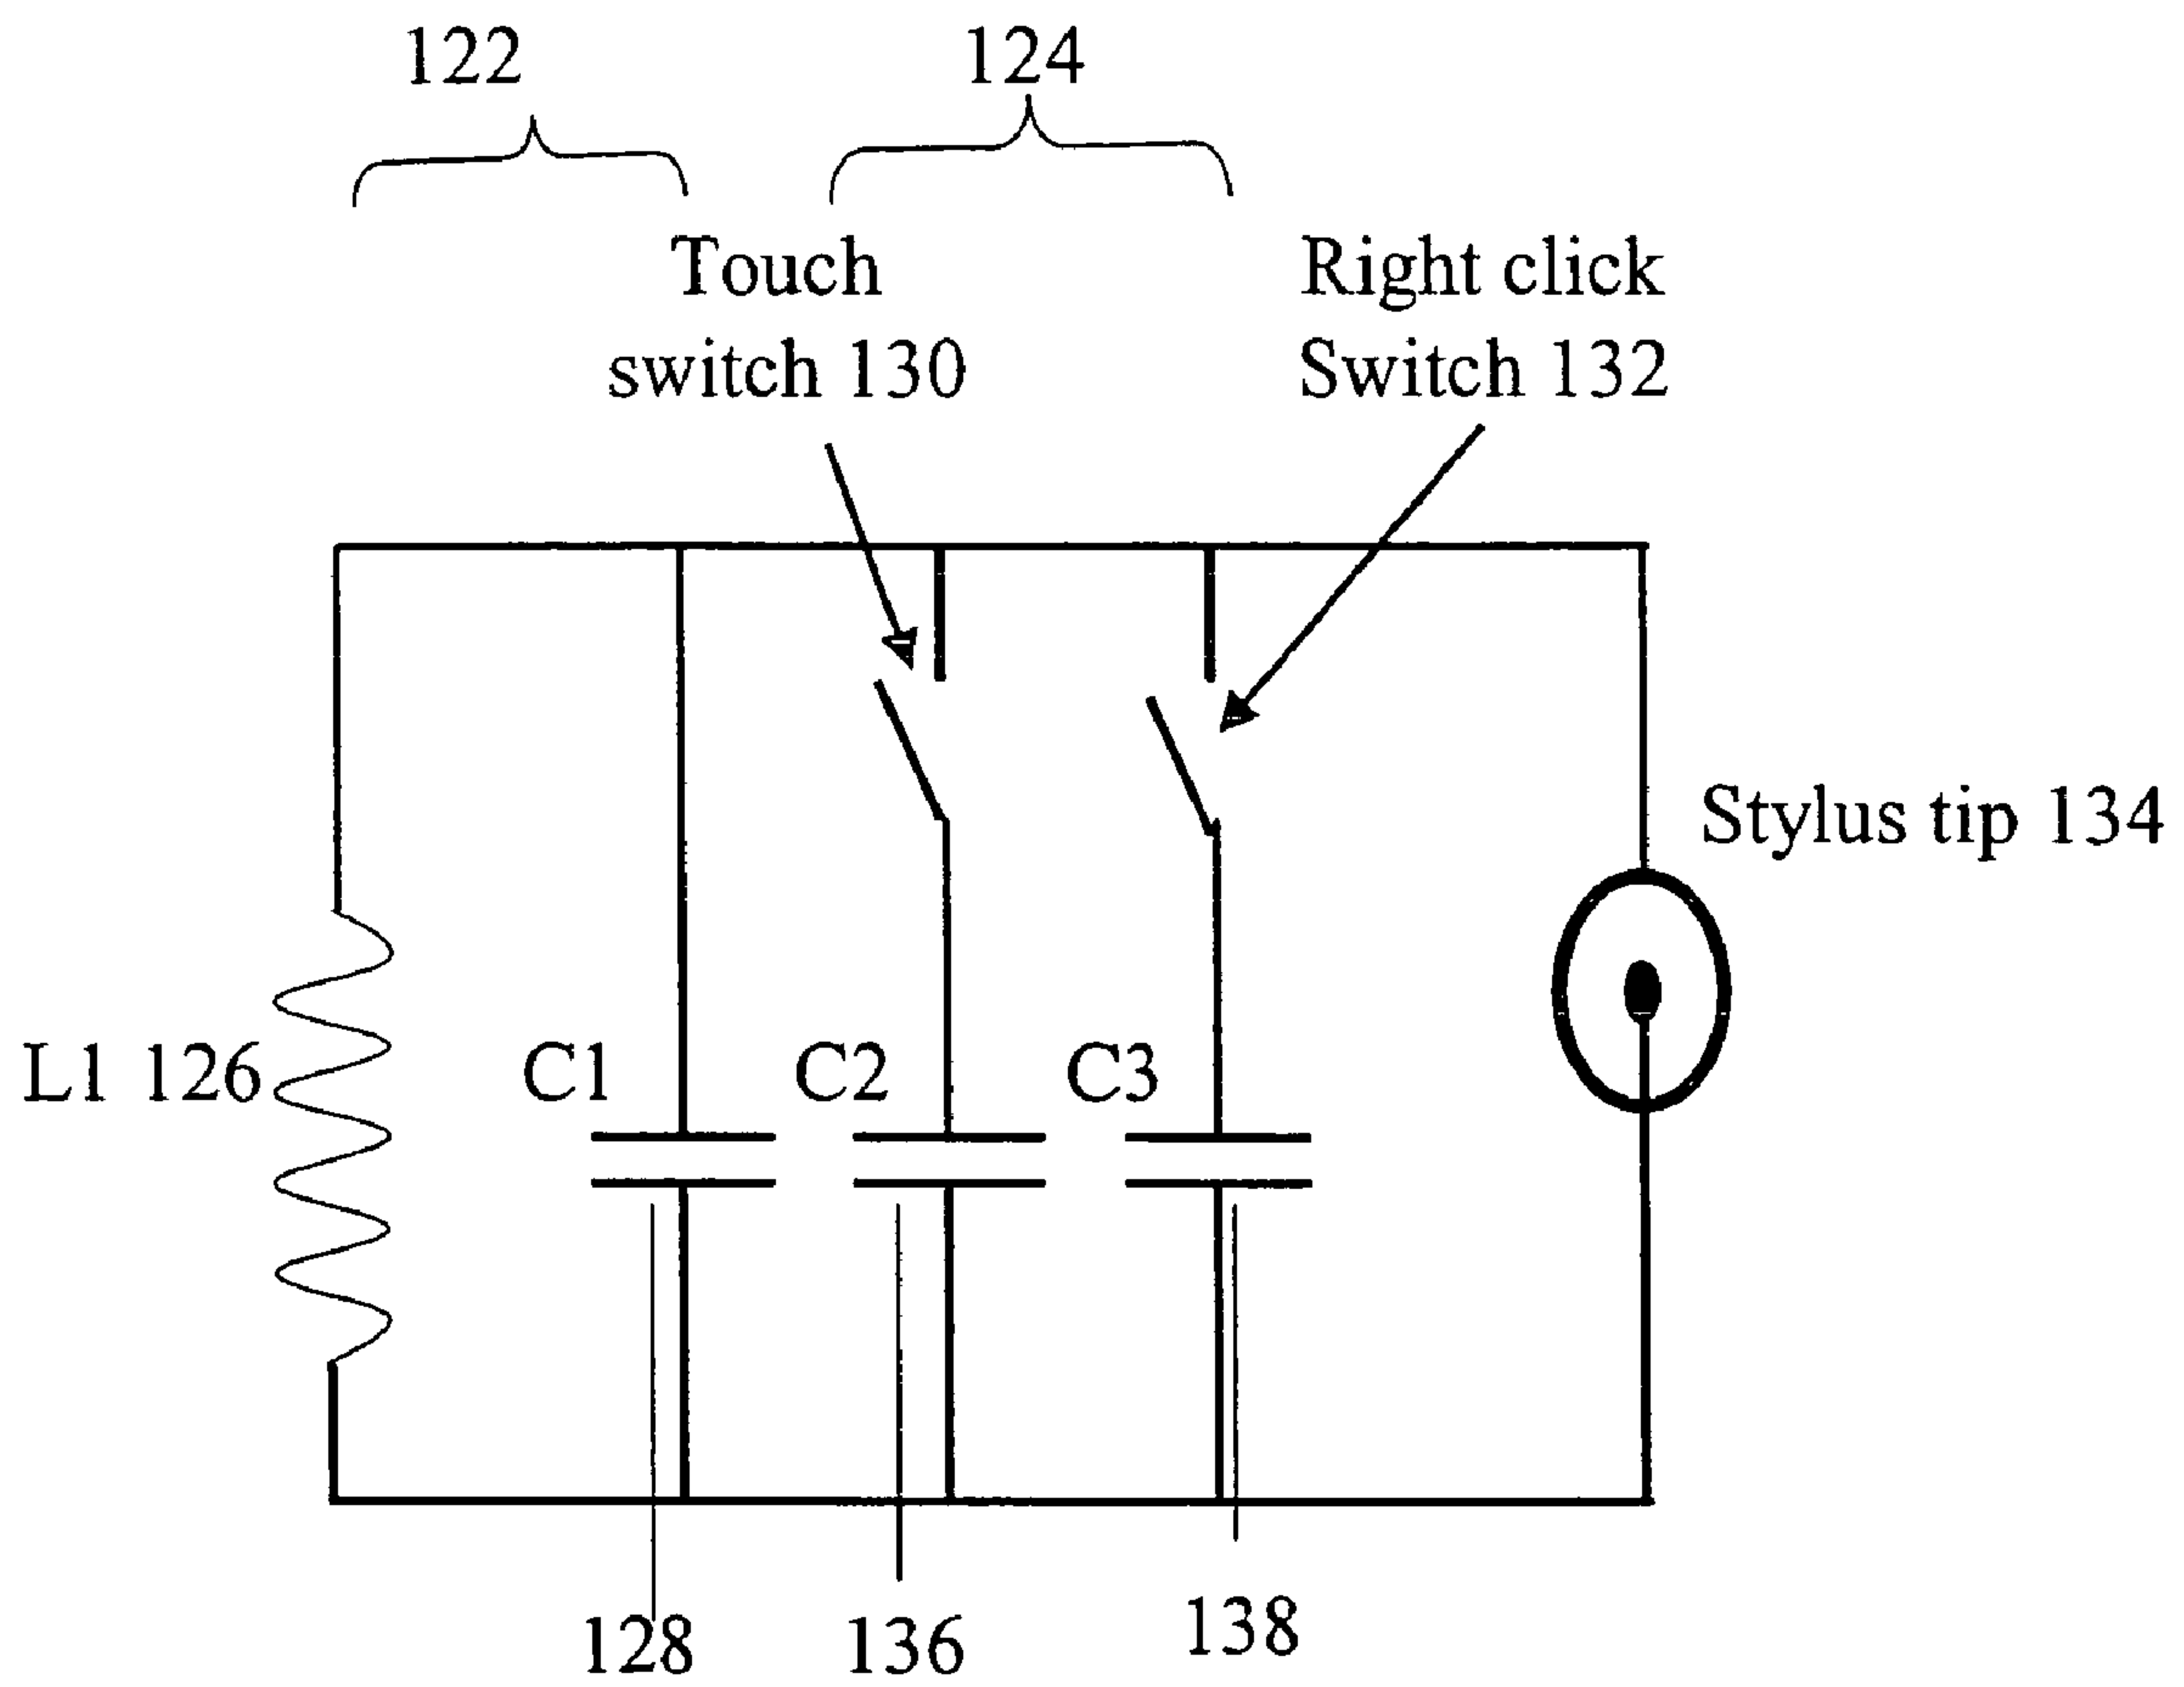 122
124
Touch
switch 130
Right click
Switch 132
Stylus tip 134
L1 126
C1
C2
C3
128
136
138